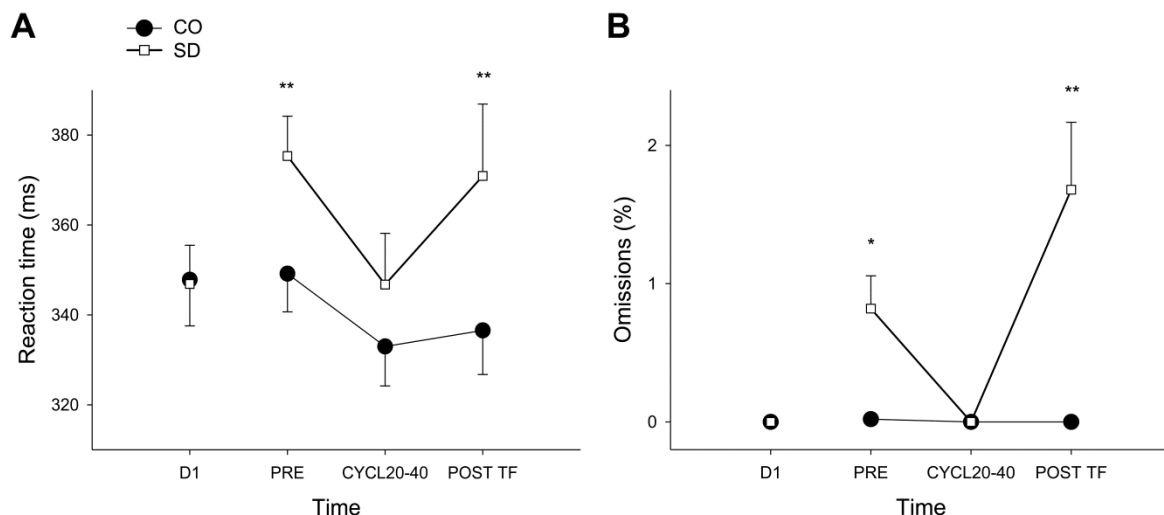 A
CO
SD
**
**
Reaction time (ms)
380
360
340
320
D1
PRE
CYCL20-40
POST TF
Time
B
**
*
Omissions (%)
2
1
0
D1
PRE
CYCL20-40
POST TF
Time